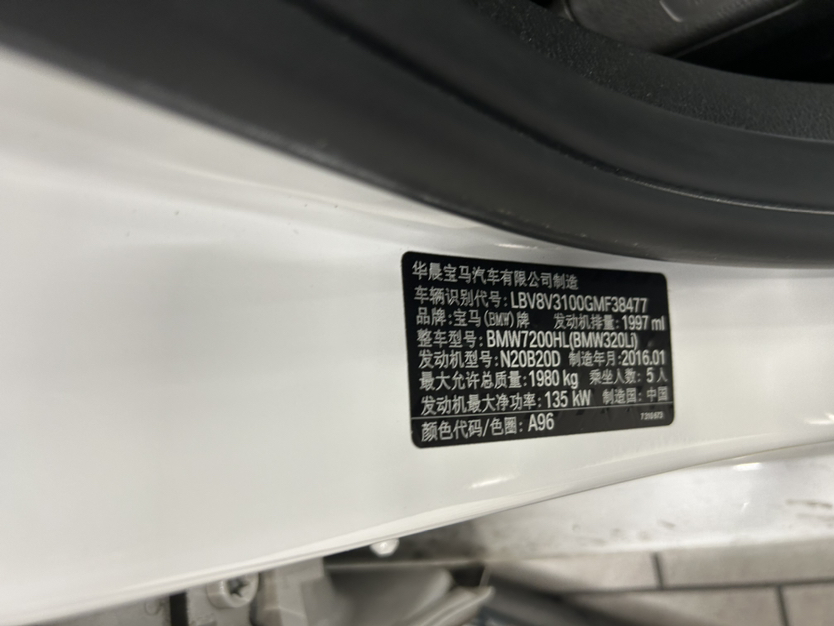 华晨宝马汽车有限公司制造
车辆识别代号: LBV8V3100GMF38477
品牌:宝马(BMW)牌 发动机排量: 1997 ml
整车型号: BMW7200HL(BMW320Li)
发动机型号: N20B20D 制造年月: 2016.01
最大允许总质量: 1980 kg 乘坐人数: 5 人
发动机最大净功率: 135 kW 制造国: 中国
颜色代码/色圈: A96